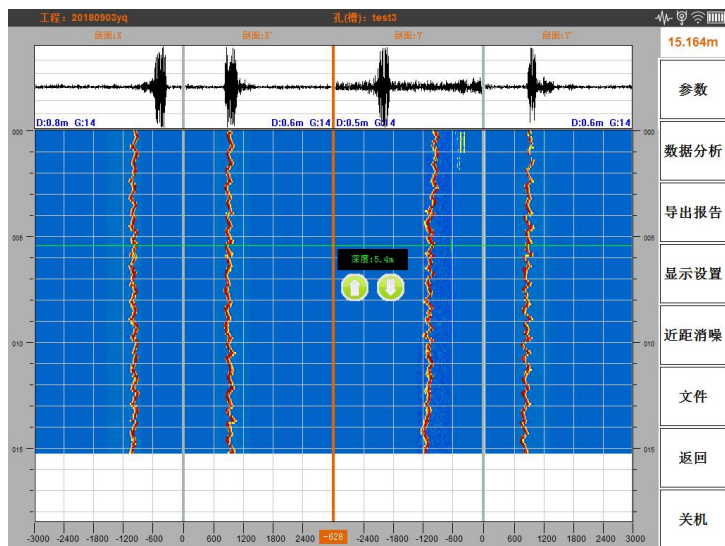 工程：20180903yq 孔(槽)：test3
剖面:X 剖面:X' 剖面:Y 剖面:Y'
15.164m
参数
D:0.8m G:14 D:0.6m G:14 D:0.5m G:14 D:0.6m G:14
000 000
数据分析
导出报告
005 005
深度:5.4m
显示设置
近距消噪
010 010
文件
015 015
返回
关机
-3000 -2400 -1800 -1200 -600 0 600 1200 1800 2400 -628 -2400 -1800 -1200 -600 0 600 1200 1800 2400 3000